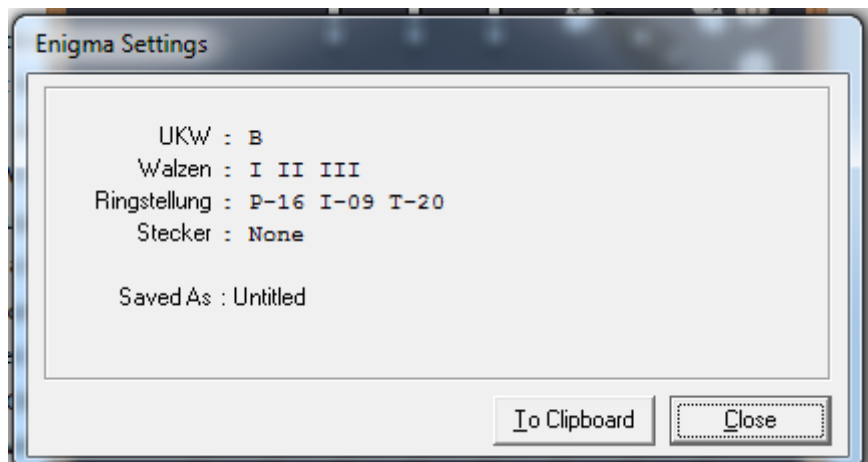 Enigma Settings
UKW : B
Walzen : I II III
Ringstellung : P-16 I-09 T-20
Stecker : None
Saved As : Untitled
To Clipboard
Close